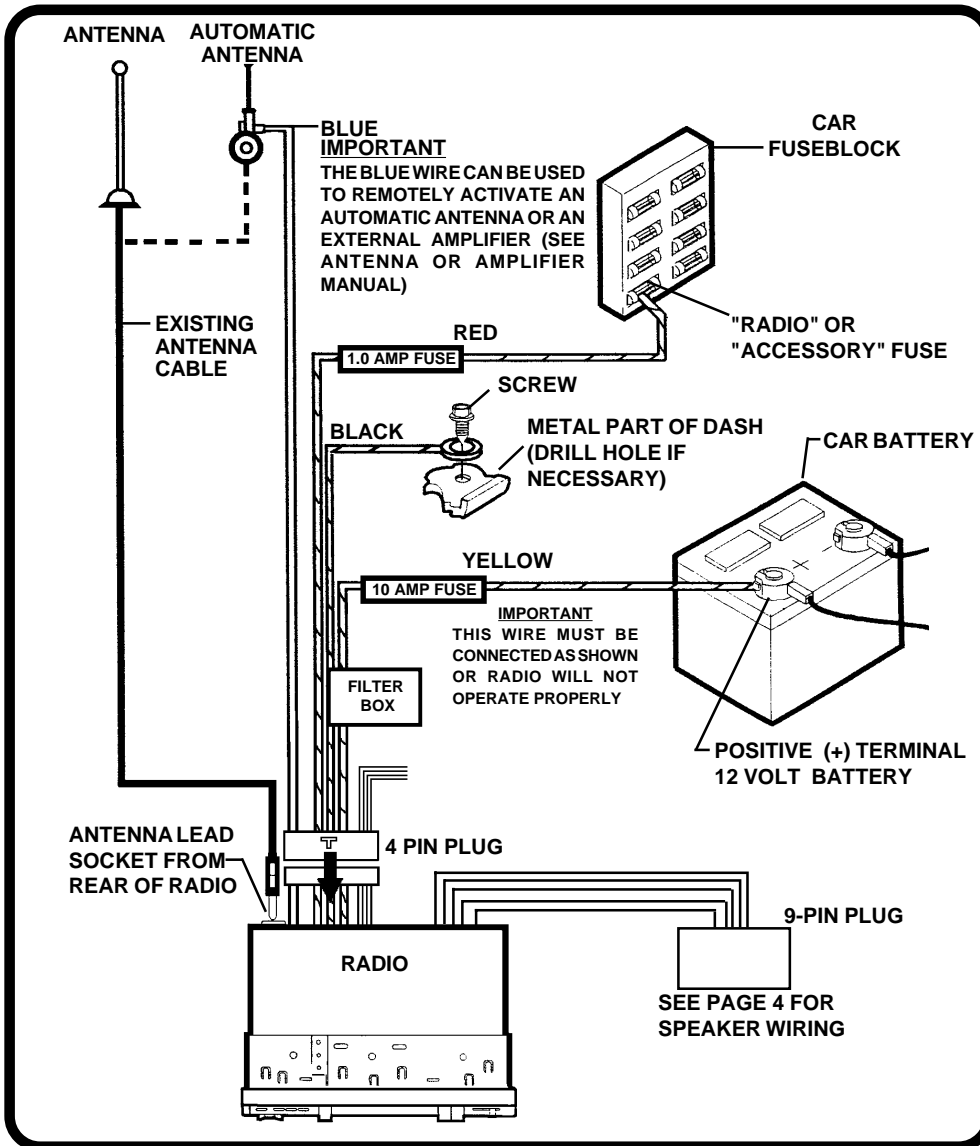 ANTENNA
AUTOMATIC
ANTENNA
BLUE
IMPORTANT
THE BLUE WIRE CAN BE USED
TO REMOTELY ACTIVATE AN
AUTOMATIC ANTENNA OR AN
EXTERNAL AMPLIFIER (SEE
ANTENNA OR AMPLIFIER
MANUAL)
CAR
FUSEBLOCK
"RADIO" OR
"ACCESSORY" FUSE
EXISTING
ANTENNA
CABLE
RED
1.0 AMP FUSE
SCREW
BLACK
METAL PART OF DASH
(DRILL HOLE IF
NECESSARY)
CAR BATTERY
- 
+
YELLOW
10 AMP FUSE
IMPORTANT
THIS WIRE MUST BE
CONNECTED AS SHOWN
OR RADIO WILL NOT
OPERATE PROPERLY
FILTER
BOX
POSITIVE (+) TERMINAL
12 VOLT BATTERY
ANTENNA LEAD
SOCKET FROM
REAR OF RADIO
4 PIN PLUG
9-PIN PLUG
RADIO
SEE PAGE 4 FOR
SPEAKER WIRING